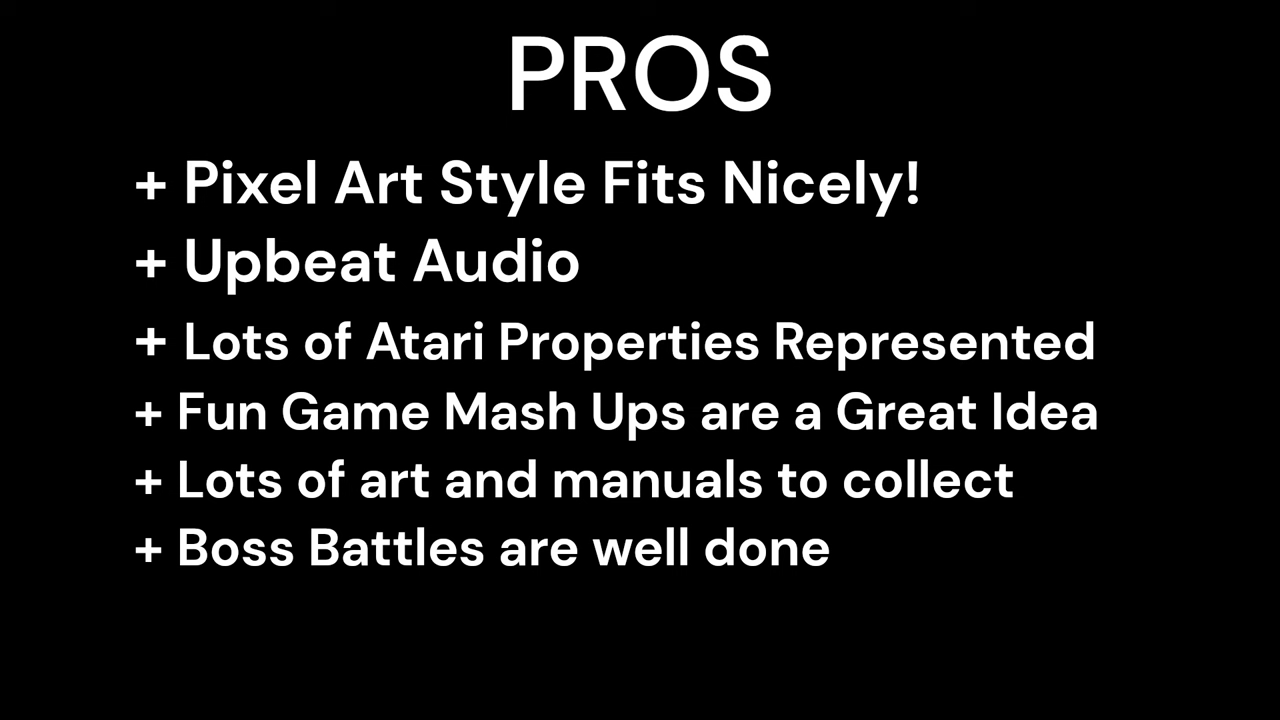 PROS
+ Pixel Art Style Fits Nicely!
+ Upbeat Audio
+ Lots of Atari Properties Represented
+ Fun Game Mash Ups are a Great Idea
+ Lots of art and manuals to collect
+ Boss Battles are well done